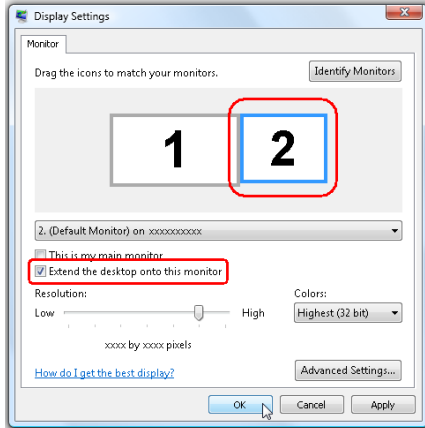 Display Settings
Monitor
Drag the icons to match your monitors.
Identify Monitors
1 2
2. (Default Monitor) on xxxxxxxxxx
This is my main monitor
Extend the desktop onto this monitor
Resolution: Colors:
Low High Highest (32 bit)
xxxx by xxxx pixels
How do I get the best display? Advanced Settings...
OK Cancel Apply